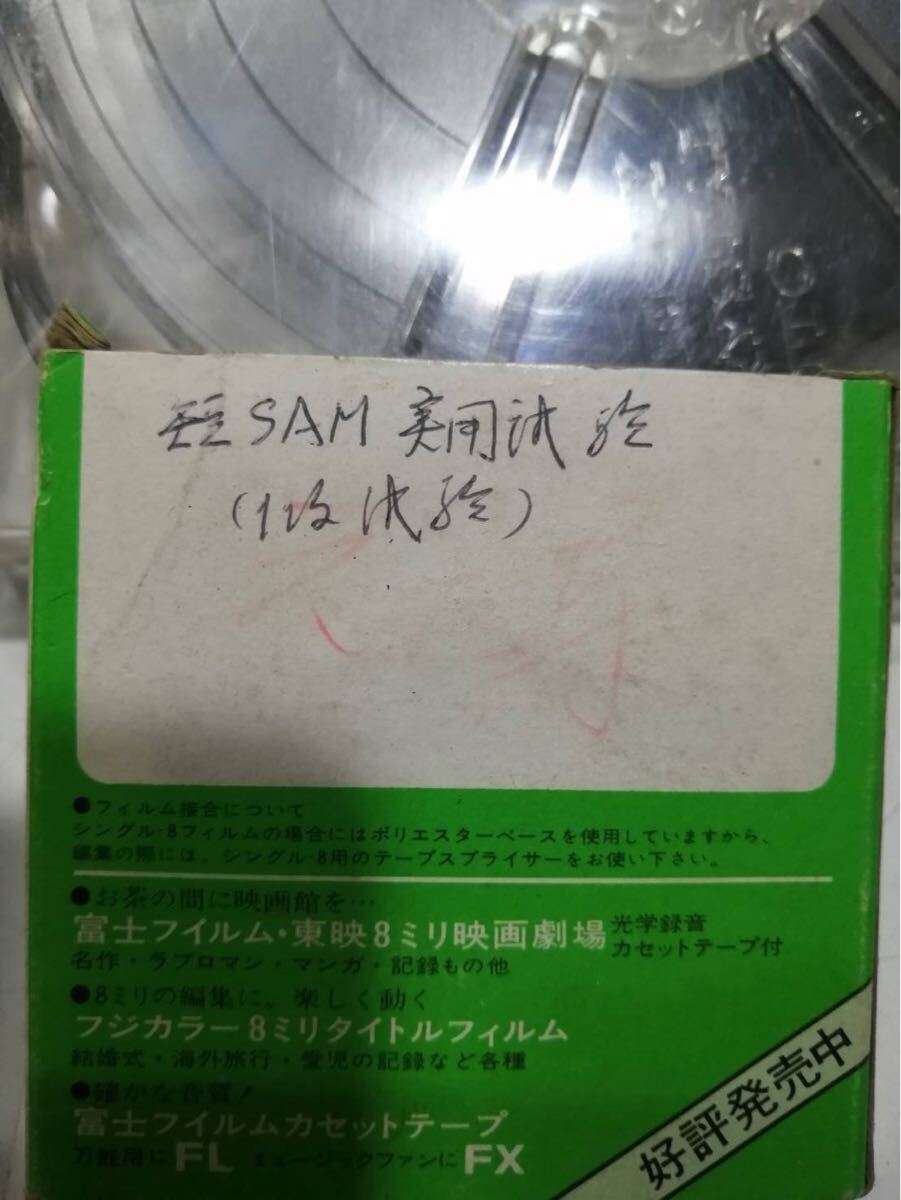 短SAM 実用試験
(1次試験)
●フィルム接合について
シングル-8フィルムの場合にはポリエスターベースを使用していますから、
編集の際には、シングル-8用のテープスプライサーをお使い下さい。
●お茶の間に映画館を…
富士フイルム・東映8ミリ映画劇場 光学録音
カセットテープ付
名作・ラブロマン・マンガ・記録もの他
●8ミリの編集に、楽しく動く
フジカラー8ミリタイトルフィルム
結婚式・海外旅行・愛児の記録など各種
●確かな音質!
富士フイルムカセットテープ
万能用にFL ミュージックファンにFX
好評発売中